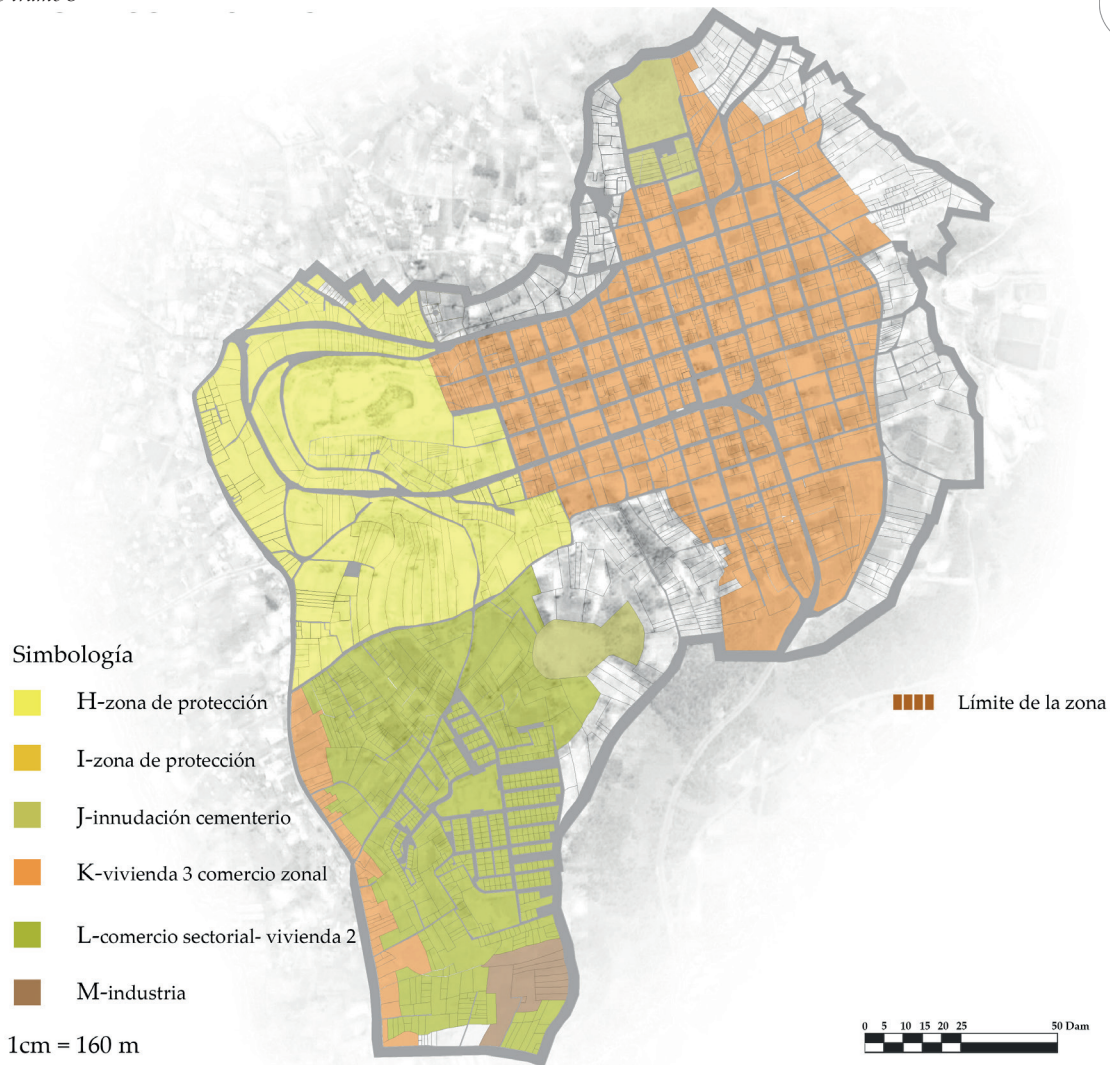 Simbología
H-zona de protección
I-zona de protección
J-innudación cementerio
K-vivienda 3 comercio zonal
L-comercio sectorial- vivienda 2
M-industria
1cm = 160 m
Límite de la zona
0 5 10 15 20 25 50 Dam